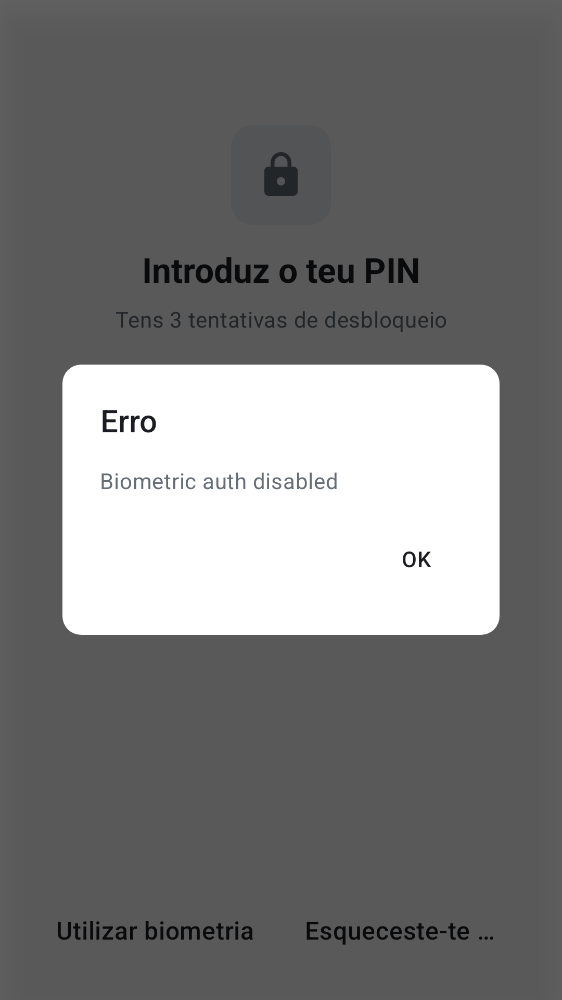 Introduz o teu PIN
Tens 3 tentativas de desbloqueio
Erro
Biometric auth disabled
OK
Utilizar biometria
Esqueceste-te ...